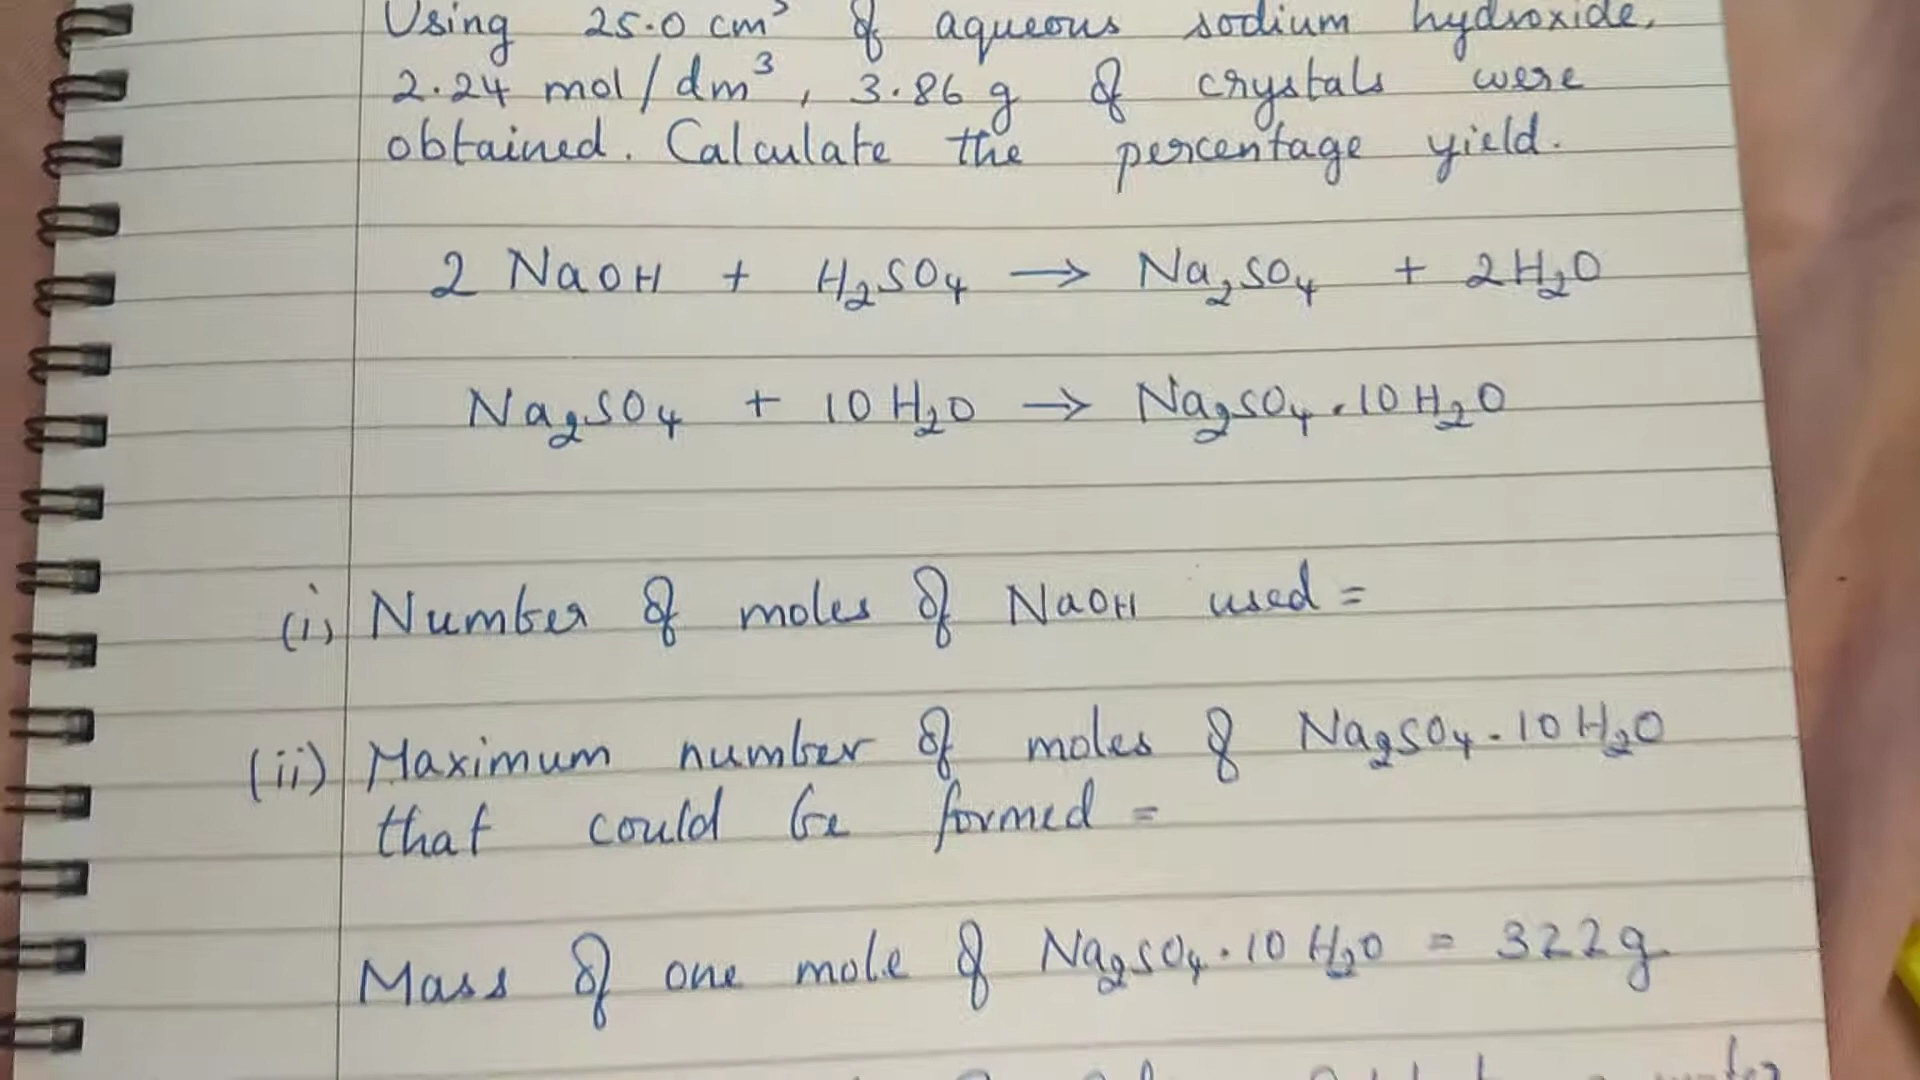 Using 25.0 cm³ of aqueous sodium hydroxide,
2.24 mol/dm³, 3.86 g of crystals were
obtained. Calculate the percentage yield.
2 NaOH + H₂SO₄ → Na₂SO₄ + 2H₂O
Na₂SO₄ + 10 H₂O → Na₂SO₄.10 H₂O
(i) Number of moles of NaOH used =
(ii) Maximum number of moles of Na₂SO₄.10 H₂O
that could be formed =
Mass of one mole of Na₂SO₄.10 H₂O = 322g